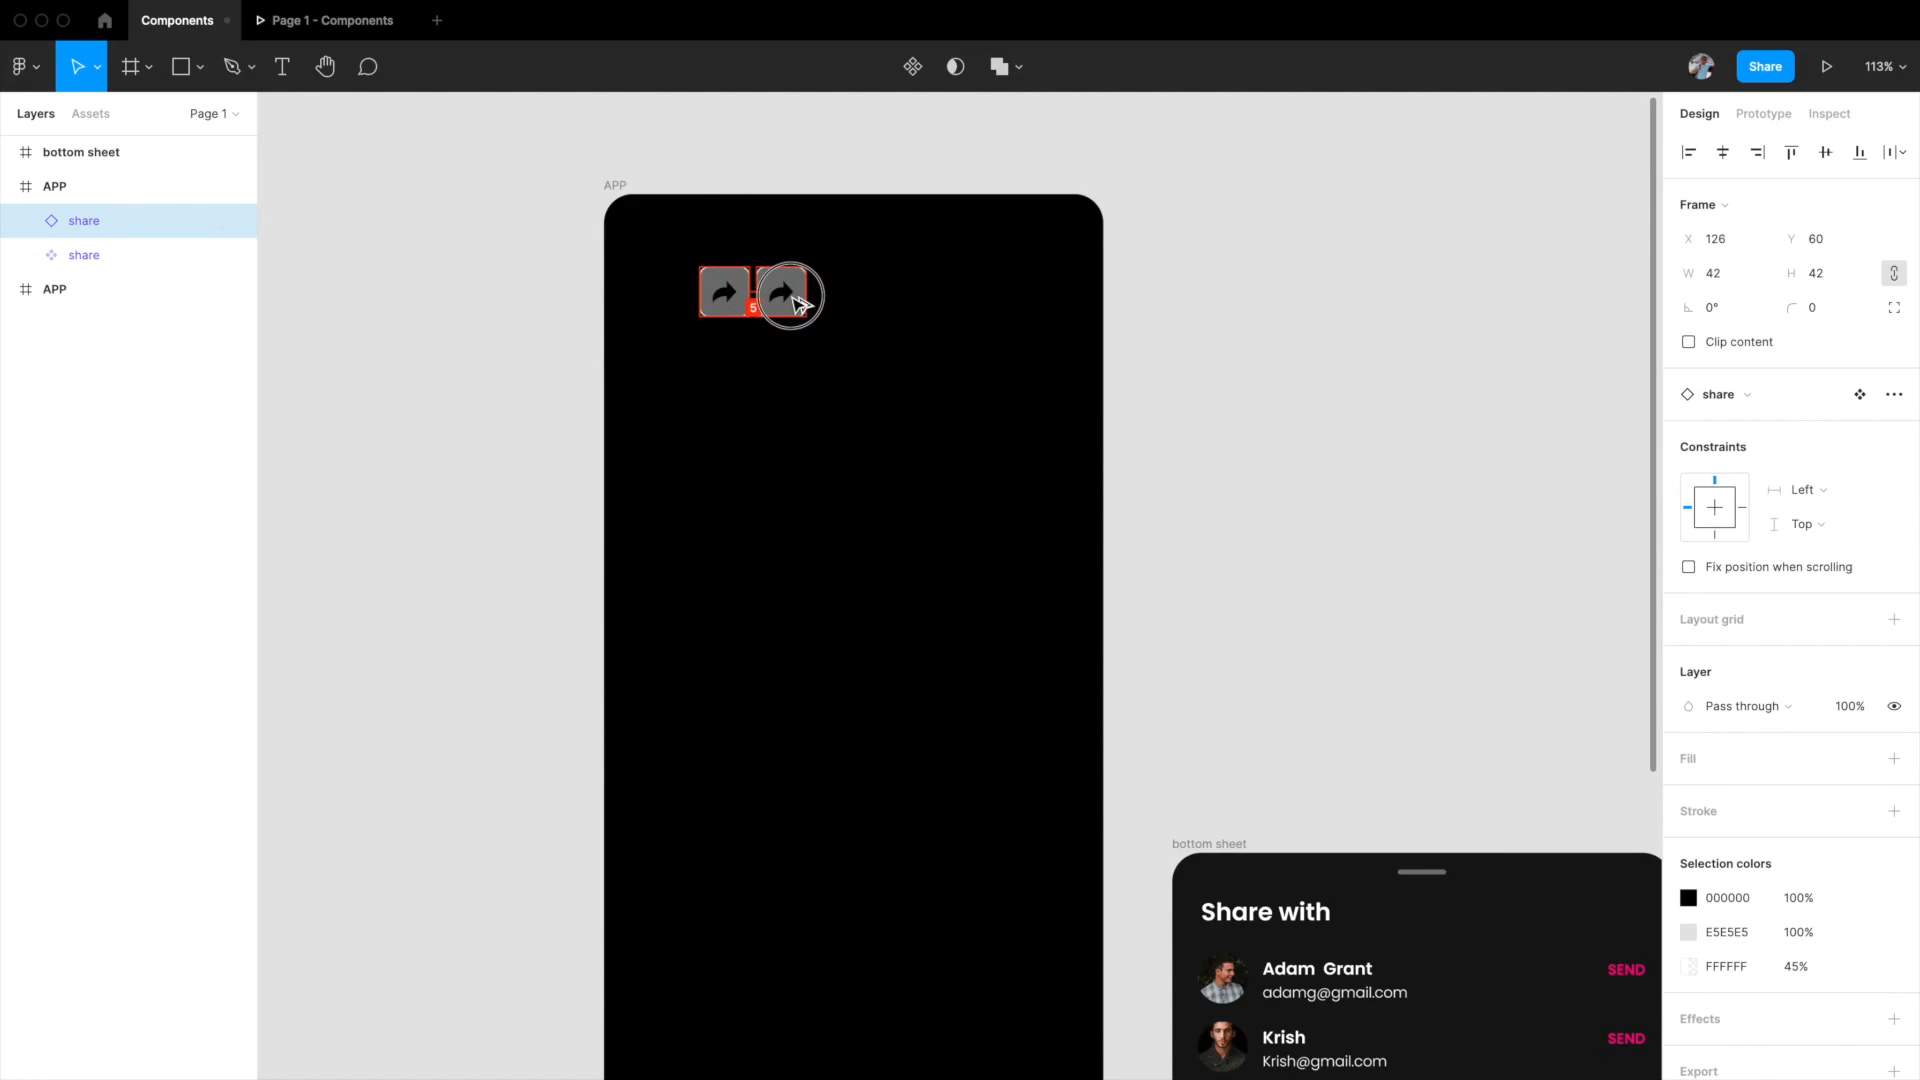 Components
Page 1 - Components
Share
113%
Layers
Assets
Page 1
bottom sheet
APP
share
share
APP
APP
5
bottom sheet
Share with
Adam Grant
adamg@gmail.com
SEND
Krish
Krish@gmail.com
SEND
Design
Prototype
Inspect
Frame
X 126
Y 60
W 42
H 42
0°
0
Clip content
share
Constraints
Left
Top
Fix position when scrolling
Layout grid
Layer
Pass through
100%
Fill
Stroke
Selection colors
000000 100%
E5E5E5 100%
FFFFFF 45%
Effects
Export